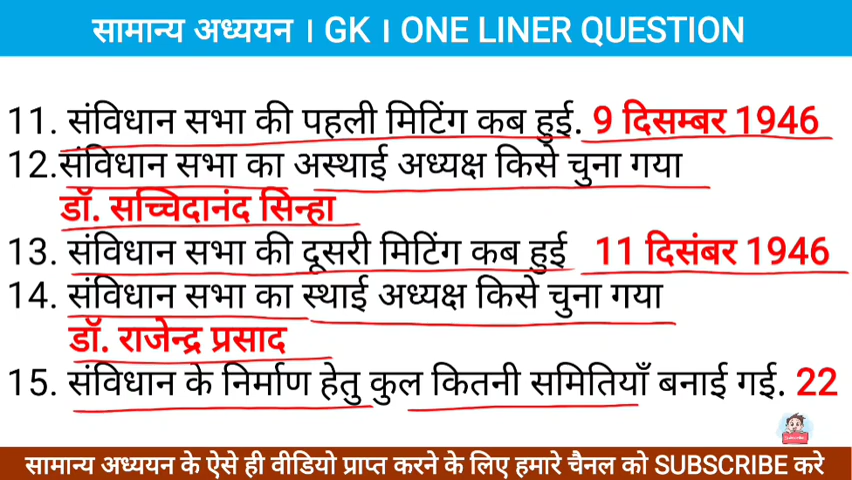 सामान्य अध्ययन । GK । ONE LINER QUESTION
11. संविधान सभा की पहली मिटिंग कब हुई. 9 दिसम्बर 1946
12.संविधान सभा का अस्थाई अध्यक्ष किसे चुना गया
डॉ. सच्चिदानंद सिन्हा
13. संविधान सभा की दूसरी मिटिंग कब हुई 11 दिसंबर 1946
14. संविधान सभा का स्थाई अध्यक्ष किसे चुना गया
डॉ. राजेन्द्र प्रसाद
15. संविधान के निर्माण हेतु कुल कितनी समितियाँ बनाई गई. 22
सामान्य अध्ययन के ऐसे ही वीडियो प्राप्त करने के लिए हमारे चैनल को SUBSCRIBE करे